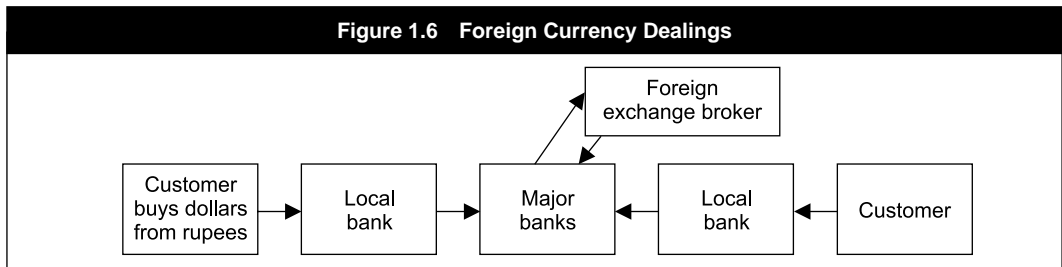 Figure 1.6 Foreign Currency Dealings
Foreign
exchange broker
Customer
buys dollars
from rupees
Local
bank
Major
banks
Local
bank
Customer